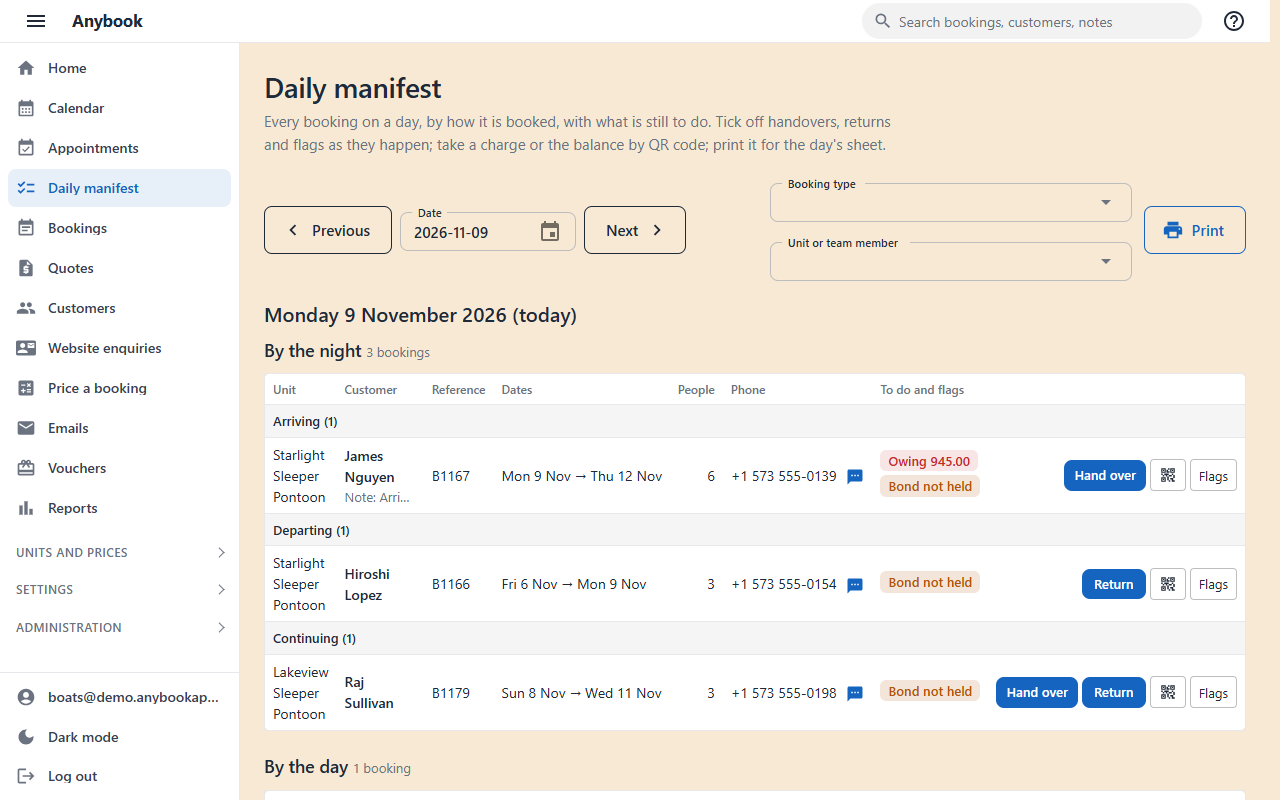 Anybook
Search bookings, customers, notes
Home
Calendar
Appointments
Daily manifest
Bookings
Quotes
Customers
Website enquiries
Price a booking
Emails
Vouchers
Reports
UNITS AND PRICES
SETTINGS
ADMINISTRATION
boats@demo.anybookap...
Dark mode
Log out
Daily manifest
Every booking on a day, by how it is booked, with what is still to do. Tick off handovers, returns
and flags as they happen; take a charge or the balance by QR code; print it for the day's sheet.
Previous
Date
2026-11-09
Next
Booking type
Unit or team member
Print
Monday 9 November 2026 (today)
By the night 3 bookings
Unit Customer Reference Dates People Phone To do and flags
Arriving (1)
Starlight
Sleeper
Pontoon
James
Nguyen
Note: Arri...
B1167
Mon 9 Nov → Thu 12 Nov
6
+1 573 555-0139
Owing 945.00
Bond not held
Hand over
Flags
Departing (1)
Starlight
Sleeper
Pontoon
Hiroshi
Lopez
B1166
Fri 6 Nov → Mon 9 Nov
3
+1 573 555-0154
Bond not held
Return
Flags
Continuing (1)
Lakeview
Sleeper
Pontoon
Raj
Sullivan
B1179
Sun 8 Nov → Wed 11 Nov
3
+1 573 555-0198
Bond not held
Hand over
Return
Flags
By the day 1 booking